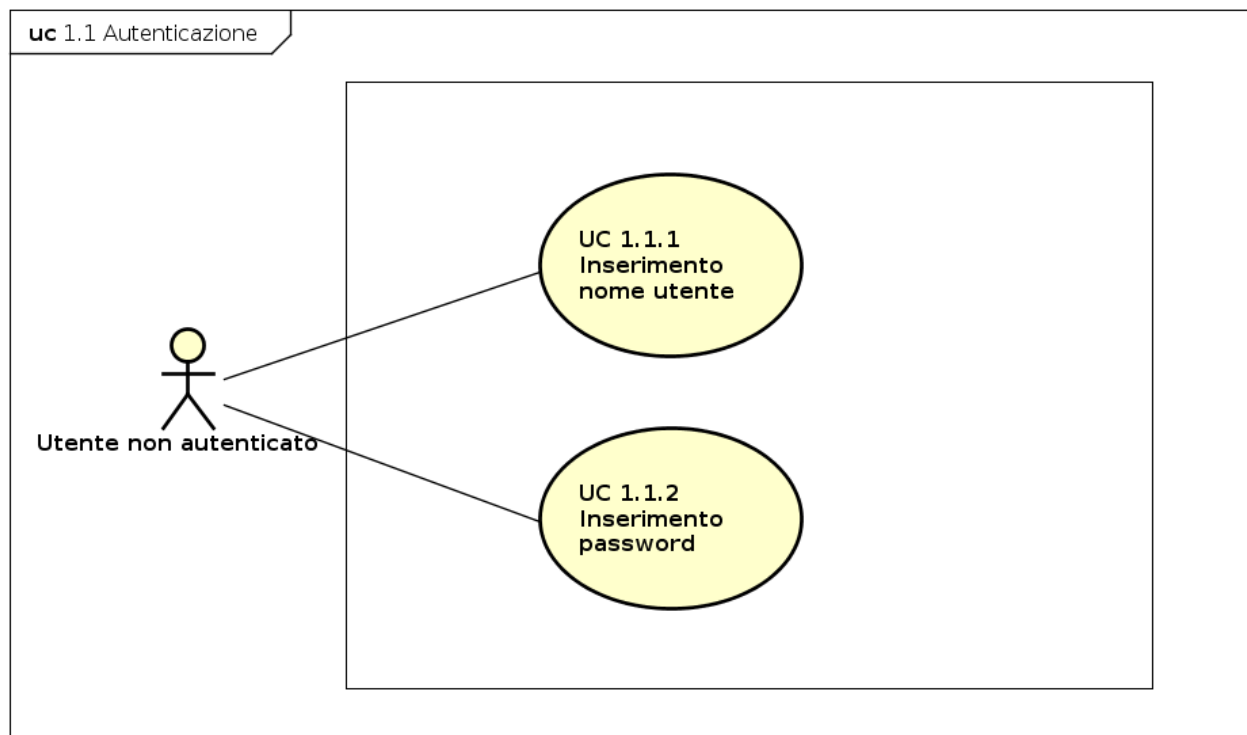 uc 1.1 Autenticazione
UC 1.1.1
Inserimento
nome utente
Utente non autenticato
UC 1.1.2
Inserimento
password